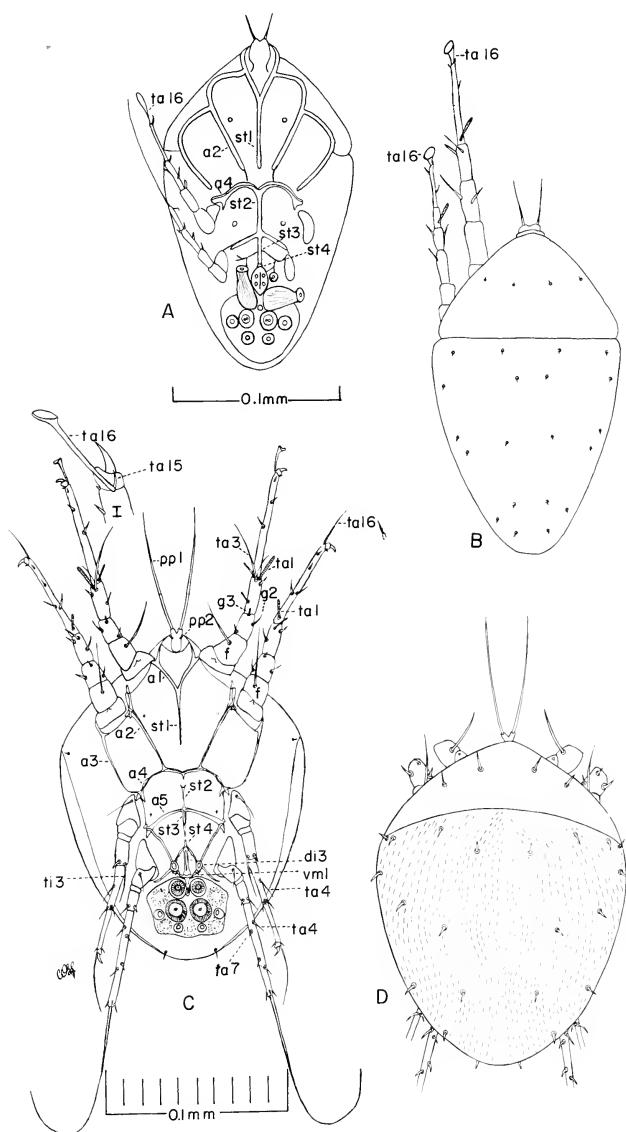 ta16
st1
a2
a4
st2
st3
st4
A
0.1mm
ta16
ta16
B
ta16
ta15
I
pp1
ta3
ta1
g3
g2
pp2
f
a1
ta16
ta1
f
a2
st1
a3
a4
st2
a5
st3
st4
di3
vm1
ti3
ta4
ta4
ta7
C
0.1mm
D